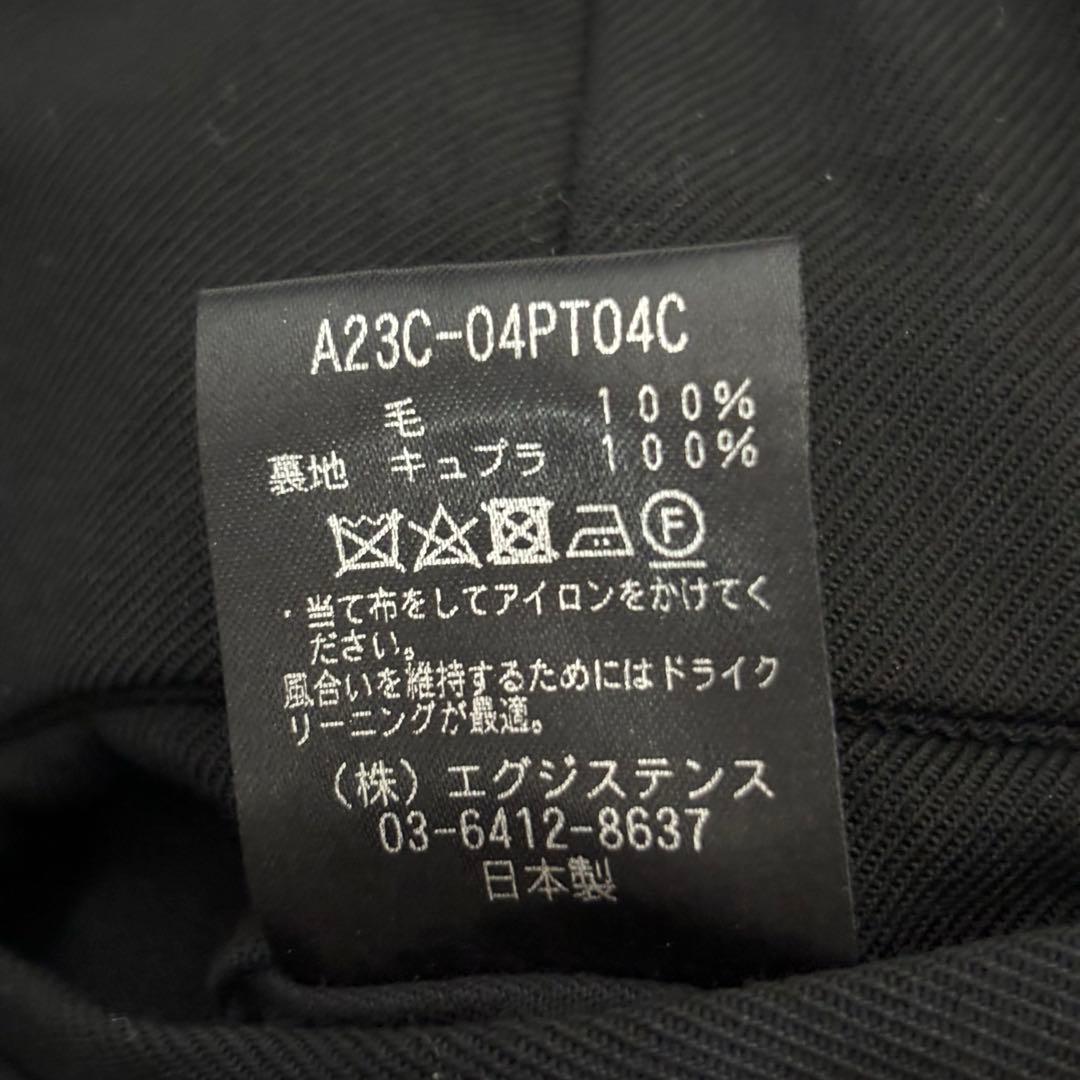 A23C-04PT04C
毛 100%
裏地 キュプラ 100%
F
・当て布をしてアイロンをかけてく
ださい。
風合いを維持するためにはドライク
リーニングが最適。
(株)エグジステンス
03-6412-8637
日本製